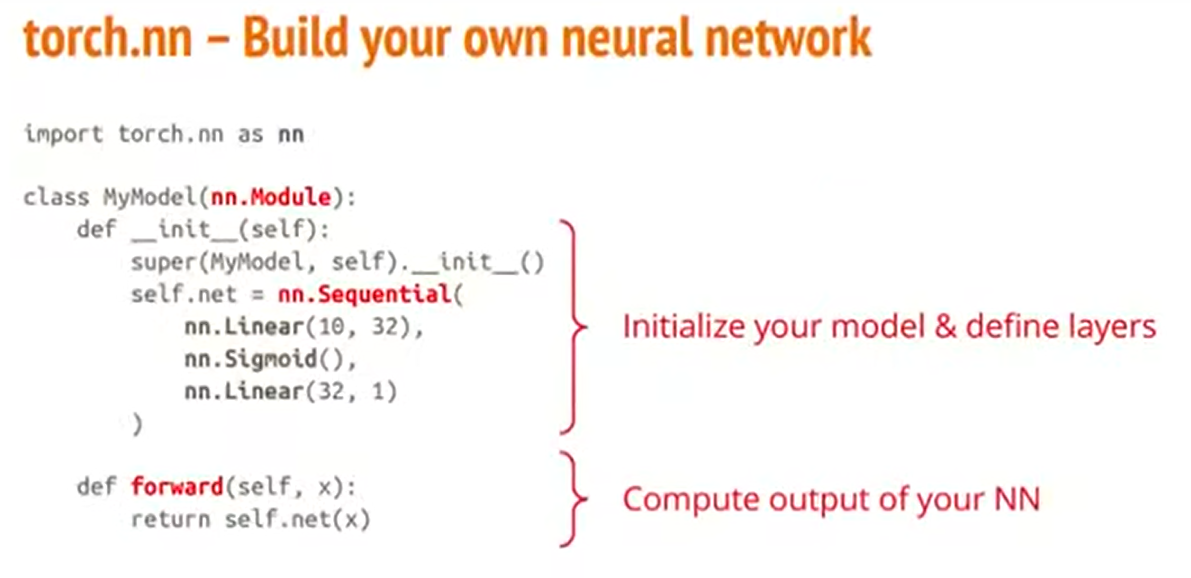 torch.nn – Build your own neural network
import torch.nn as nn
class MyModel(nn.Module):
    def __init__(self):
        super(MyModel, self).__init__()
        self.net = nn.Sequential(
            nn.Linear(10, 32),
            nn.Sigmoid(),
            nn.Linear(32, 1)
        )
Initialize your model & define layers
    def forward(self, x):
        return self.net(x)
Compute output of your NN